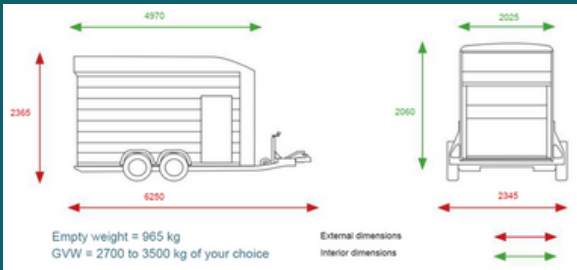 4970
2025
2365
2060
6250
2345
Empty weight = 965 kg
GVW = 2700 to 3500 kg of your choice
External dimensions
Interior dimensions